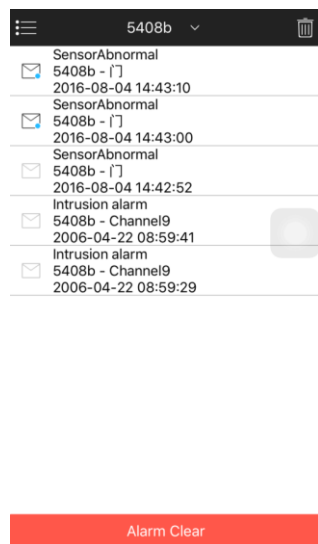 5408b
SensorAbnormal
5408b - 门
2016-08-04 14:43:10
SensorAbnormal
5408b - 门
2016-08-04 14:43:00
SensorAbnormal
5408b - 门
2016-08-04 14:42:52
Intrusion alarm
5408b - Channel9
2006-04-22 08:59:41
Intrusion alarm
5408b - Channel9
2006-04-22 08:59:29
Alarm Clear